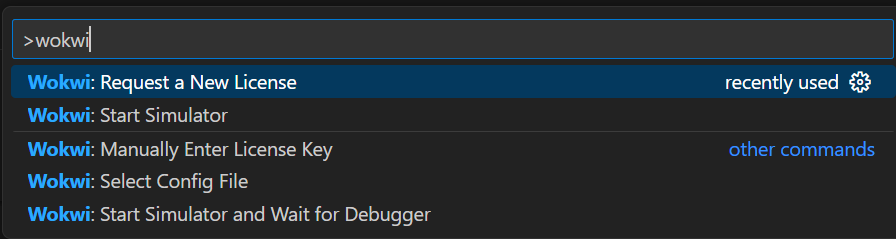 >wokwi
Wokwi: Request a New License recently used
Wokwi: Start Simulator
Wokwi: Manually Enter License Key other commands
Wokwi: Select Config File
Wokwi: Start Simulator and Wait for Debugger